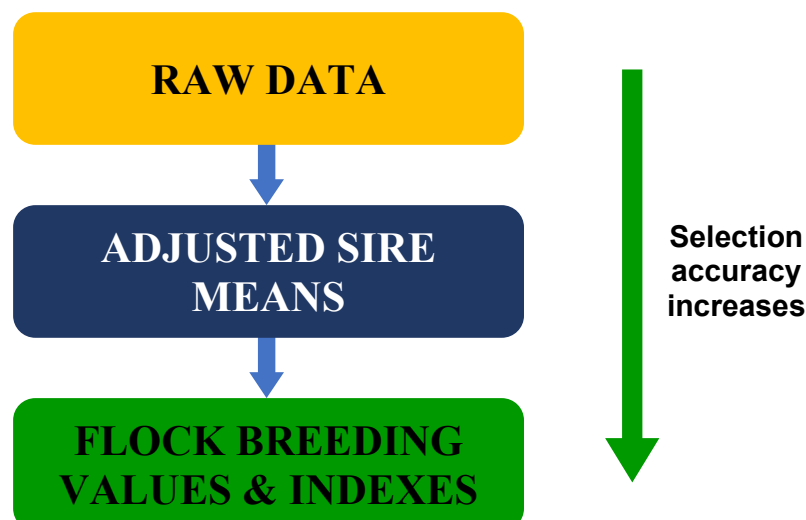 RAW DATA
ADJUSTED SIRE
MEANS
Selection
accuracy
increases
FLOCK BREEDING
VALUES & INDEXES